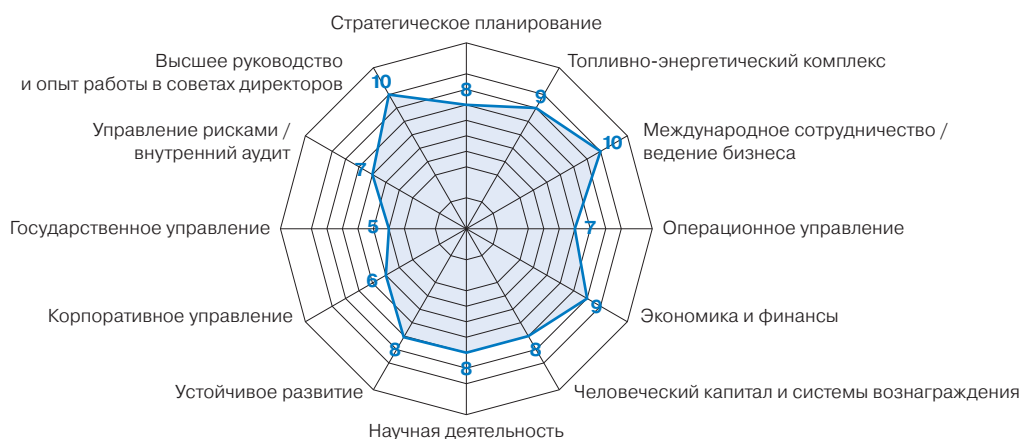 Стратегическое планирование
Высшее руководство
и опыт работы в советах директоров
Топливно-энергетический комплекс
10
8
9
Управление рисками /
внутренний аудит
Международное сотрудничество /
ведение бизнеса
10
7
Государственное управление
5
7
Операционное управление
6
9
Корпоративное управление
Экономика и финансы
8
8
8
Устойчивое развитие
Человеческий капитал и системы вознаграждения
Научная деятельность